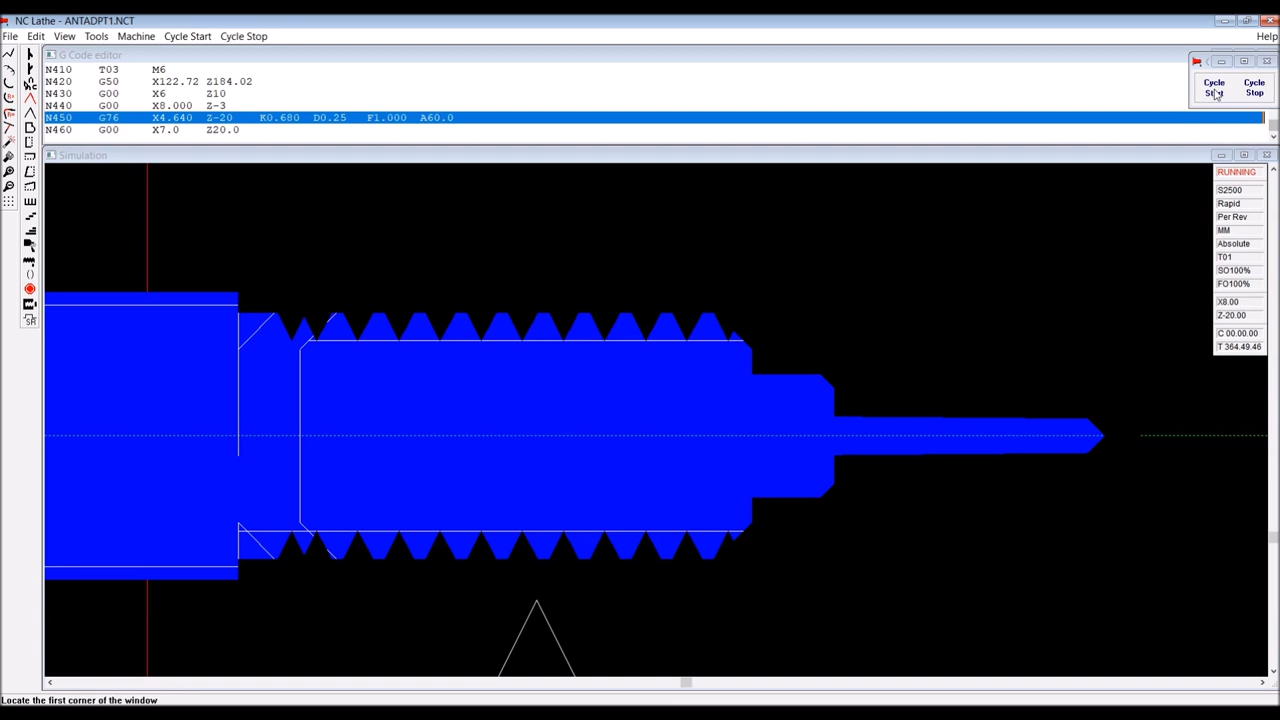 NC Lathe - ANTADPT1.NCT
File Edit View Tools Machine Cycle Start Cycle Stop Help
G Code editor
N410 T03 M6
N420 G50 X122.72 Z184.02
N430 G00 X6 Z10
N440 G00 X8.000 Z-3
N450 G76 X4.640 Z-20 K0.680 D0.25 F1.000 A60.0
N460 G00 X7.0 Z20.0
Cycle Start
Cycle Stop
Simulation
RUNNING
S2500
Rapid
Per Rev
MM
Absolute
T01
SO100%
FO100%
X8.00
Z-20.00
C 00.00.00
T 364.49.46
SR
Locate the first corner of the window